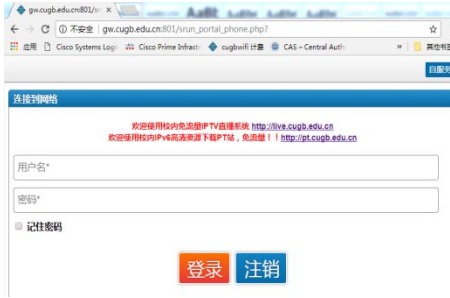 gw.cugb.edu.cn:801/sr
不安全 | gw.cugb.edu.cn:801/srun_portal_phone.php?
应用 Cisco Systems Logi Cisco Prime Infrast cugbwifi 计费 CAS – Central Auth » 其他书签
自服务
连接到网络
欢迎使用校内免流量IPTV直播系统 http://live.cugb.edu.cn
欢迎使用校内IPv6高清资源下载PT站，免流量！！http://pt.cugb.edu.cn
用户名*
密码*
记住密码
登录 注销